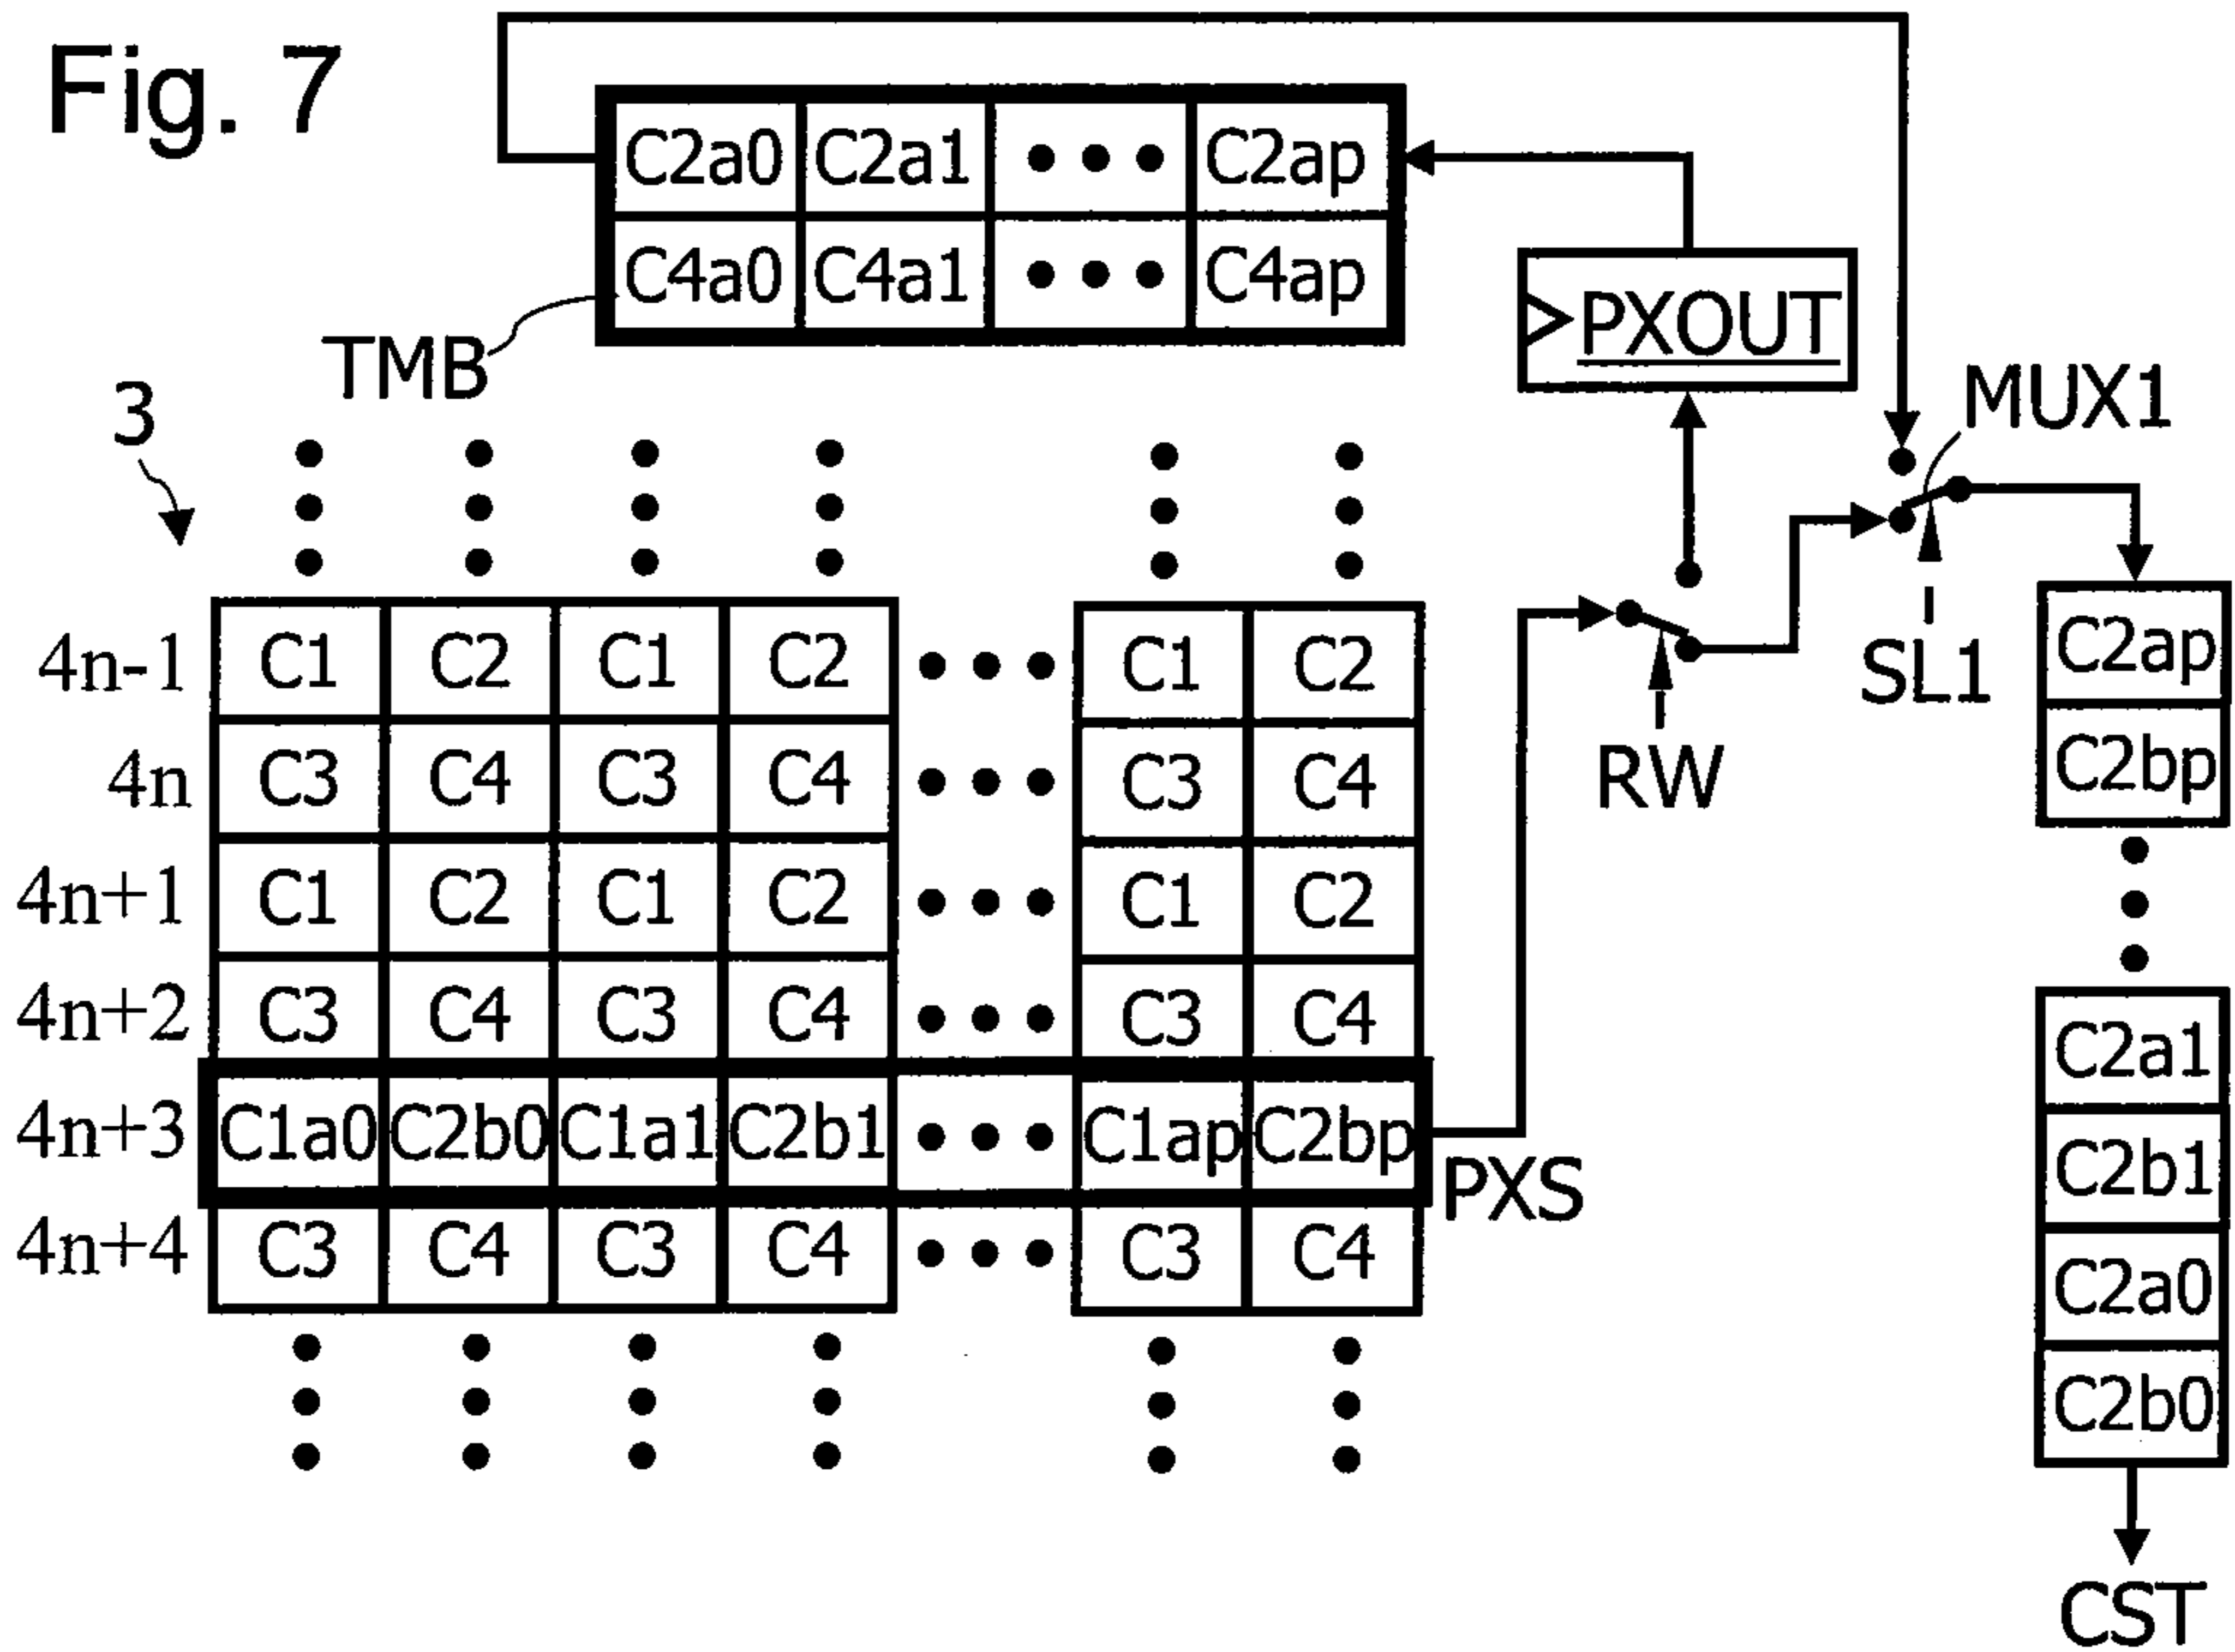 Fig. 7
C2a0 C2a1 ••• C2ap
C4a0 C4a1 ••• C4ap
TMB
PXOUT
MUX1
3
SL1
RW
4n-1 C1 C2 C1 C2 ••• C1 C2
4n C3 C4 C3 C4 ••• C3 C4
4n+1 C1 C2 C1 C2 ••• C1 C2
4n+2 C3 C4 C3 C4 ••• C3 C4
4n+3 C1a0 C2b0 C1a1 C2b1 ••• C1ap C2bp
PXS
4n+4 C3 C4 C3 C4 ••• C3 C4
C2ap
C2bp
C2a1
C2b1
C2a0
C2b0
CST